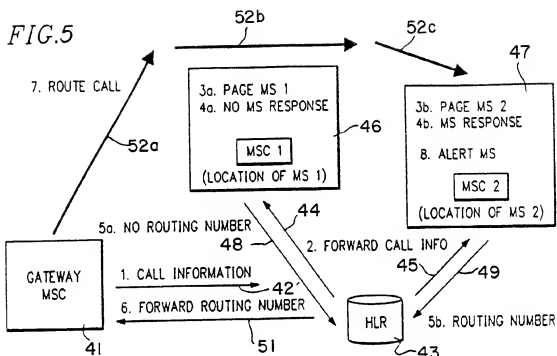 FIG.5
52b
52c
47
7. ROUTE CALL
52a
3a. PAGE MS 1
4a. NO MS RESPONSE
MSC 1
(LOCATION OF MS 1)
46
3b. PAGE MS 2
4b. MS RESPONSE
8. ALERT MS
MSC 2
(LOCATION OF MS 2)
5a. NO ROUTING NUMBER
48
44
2. FORWARD CALL INFO
45
49
GATEWAY
MSC
41
1. CALL INFORMATION
42
6. FORWARD ROUTING NUMBER
51
HLR
43
5b. ROUTING NUMBER